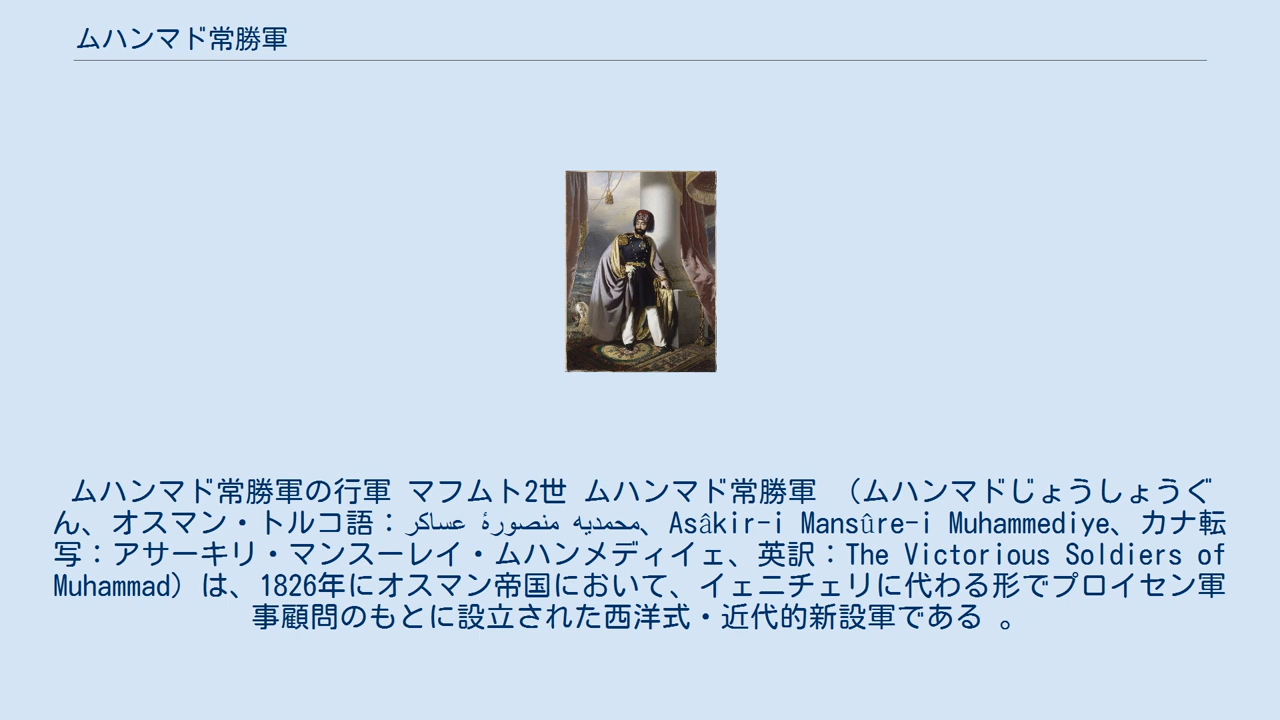 ムハンマド常勝軍
ムハンマド常勝軍の行軍 マフムト2世 ムハンマド常勝軍 （ムハンマドじょうしょうぐ
ん、オスマン・トルコ語：عساكر منصورهٔ محمديه、Asâkir-i Mansûre-i Muhammediye、カナ転
写：アサーキリ・マンスーレイ・ムハンメディイェ、英訳：The Victorious Soldiers of
Muhammad）は、1826年にオスマン帝国において、イェニチェリに代わる形でプロイセン軍
事顧問のもとに設立された西洋式・近代的新設軍である 。